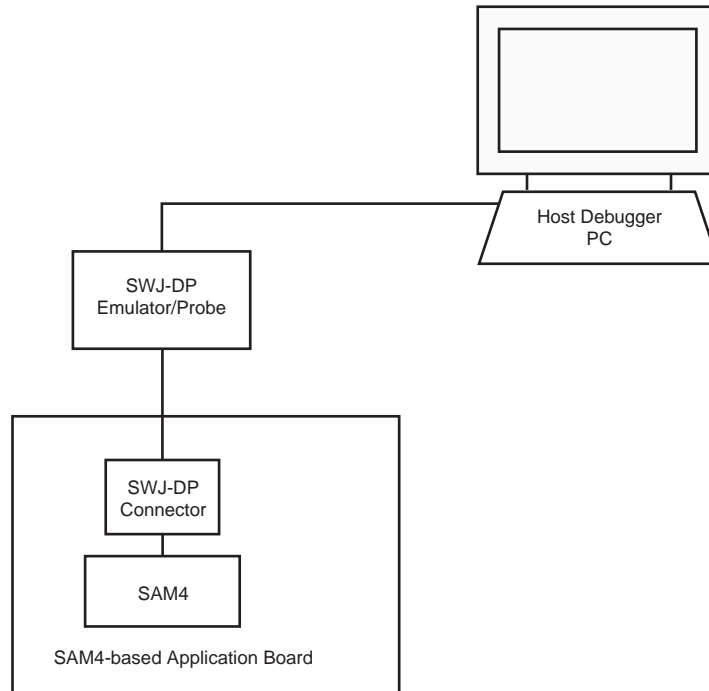 Host Debugger
PC
SWJ-DP
Emulator/Probe
SWJ-DP
Connector
SAM4
SAM4-based Application Board